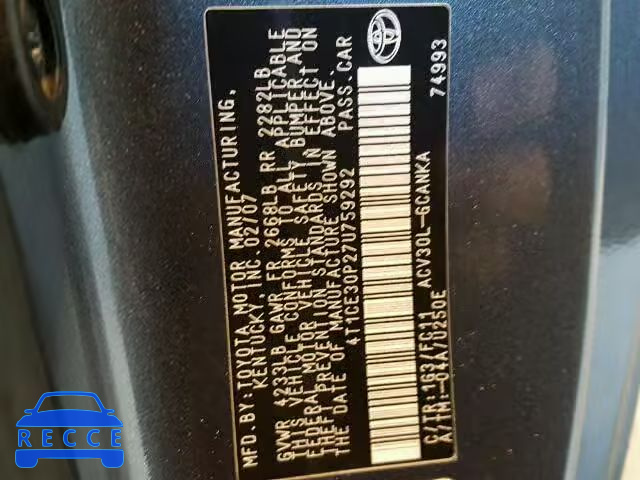 MFD.BY:TOYOTA MOTOR MANUFACTURING,
KENTUCKY,INC. 02/07
GVWR 4233LB GAWR FR 2668LB RR 2282LB
THIS VEHICLE CONFORMS TO ALL APPLICABLE
FEDERAL MOTOR VEHICLE SAFETY BUMPER,AND
THEFT PREVENTION STANDARDS IN EFFECT ON
THE DATE OF MANUFACTURE SHOWN ABOVE.
4T1CE30P27U759292 PASS.CAR
C/TR:1G3/FC11 ACV30L-GCANKA
A/TM:-04A/U250E 74993
RECCE